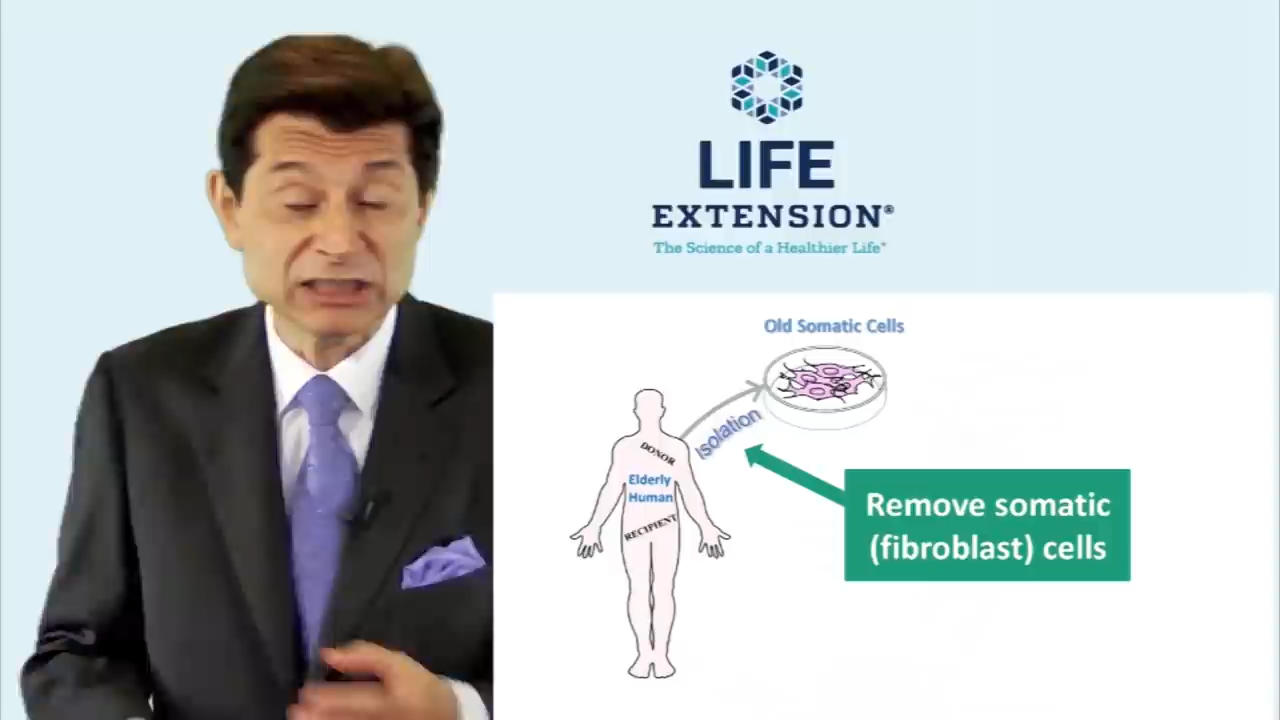 LIFE
EXTENSION®
The Science of a Healthier Life®
Old Somatic Cells
Isolation
DONOR
Elderly
Human
RECIPIENT
Remove somatic
(fibroblast) cells